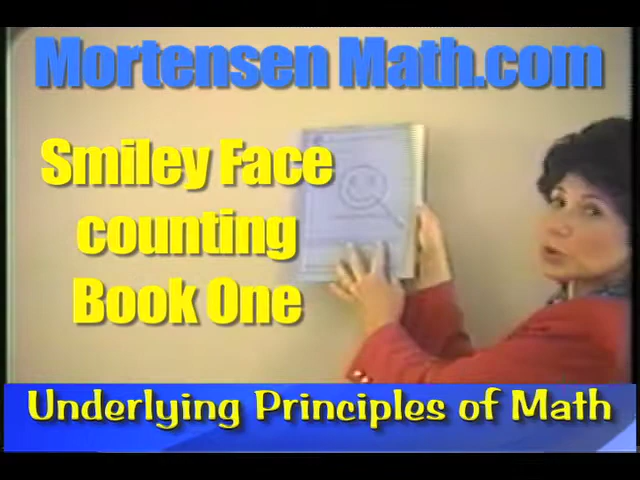 Mortensen Math.com
Smiley Face
counting
Book One
Underlying Principles of Math